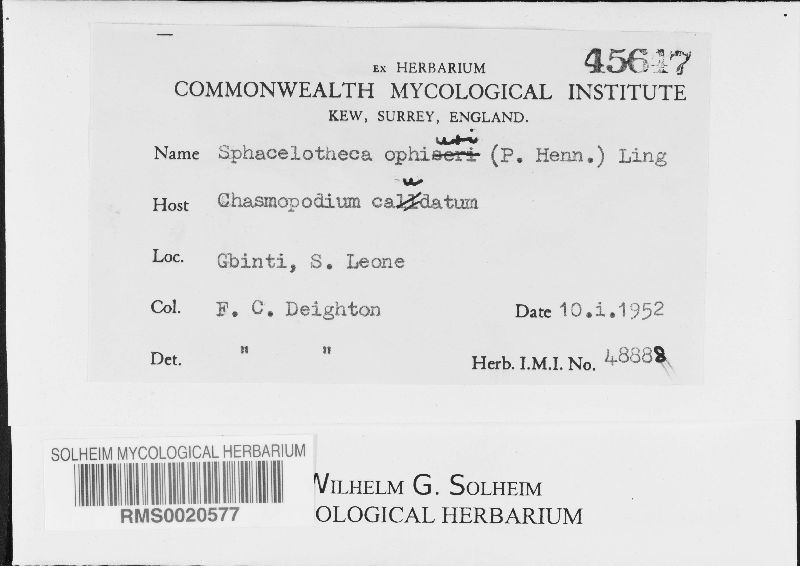 45617
EX HERBARIUM
COMMONWEALTH MYCOLOGICAL INSTITUTE
KEW, SURREY, ENGLAND.
Name Sphacelotheca ophiuri (P. Henn.) Ling
Host Chasmopodium caudatum
Loc. Gbinti, S. Leone
Col. F. C. Deighton Date 10.i.1952
Det. " " Herb. I.M.I. No. 48888
SOLHEIM MYCOLOGICAL HERBARIUM
RMS0020577
WILHELM G. SOLHEIM
OLOGICAL HERBARIUM